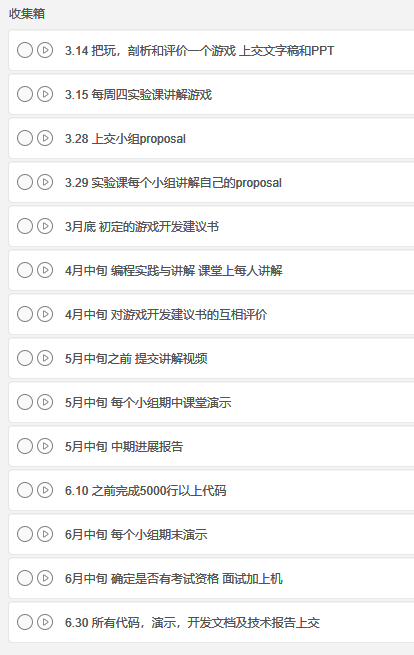 收集箱
3.14 把玩，剖析和评价一个游戏 上交文字稿和PPT
3.15 每周四实验课讲解游戏
3.28 上交小组proposal
3.29 实验课每个小组讲解自己的proposal
3月底 初定的游戏开发建议书
4月中旬 编程实践与讲解 课堂上每人讲解
4月中旬 对游戏开发建议书的互相评价
5月中旬之前 提交讲解视频
5月中旬 每个小组期中课堂演示
5月中旬 中期进展报告
6.10 之前完成5000行以上代码
6月中旬 每个小组期末演示
6月中旬 确定是否有考试资格 面试加上机
6.30 所有代码，演示，开发文档及技术报告上交